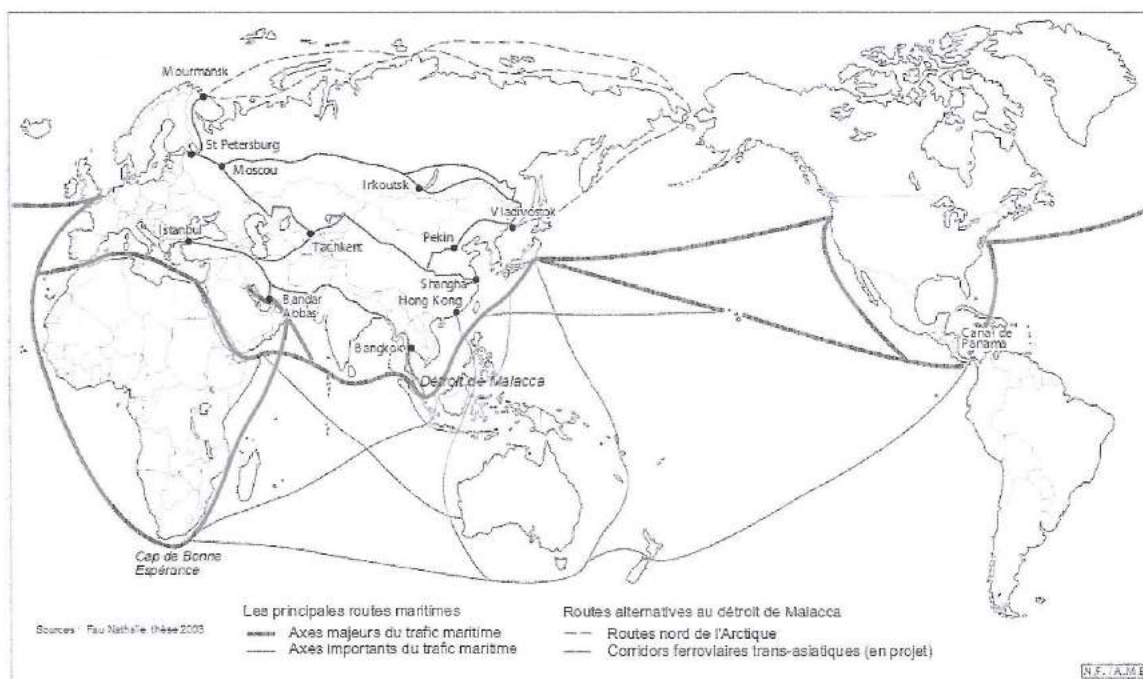 Mourmansk
St Petersburg
Moscou
Irkoutsk
Vladivostok
Istanbul
Tachkent
Pekin
Shanghai
Hong Kong
Bandar
Abbas
Bangkok
Détroit de Malacca
Canal de
Panama
Cap de Bonne
Espérance
Les principales routes maritimes
Axes majeurs du trafic maritime
Axes importants du trafic maritime
Routes alternatives au détroit de Malacca
Routes nord de l'Arctique
Corridors ferroviaires trans-asiatiques (en projet)
Sources : Fau Nathalie, thèse 2003
N.F. / A.M.B